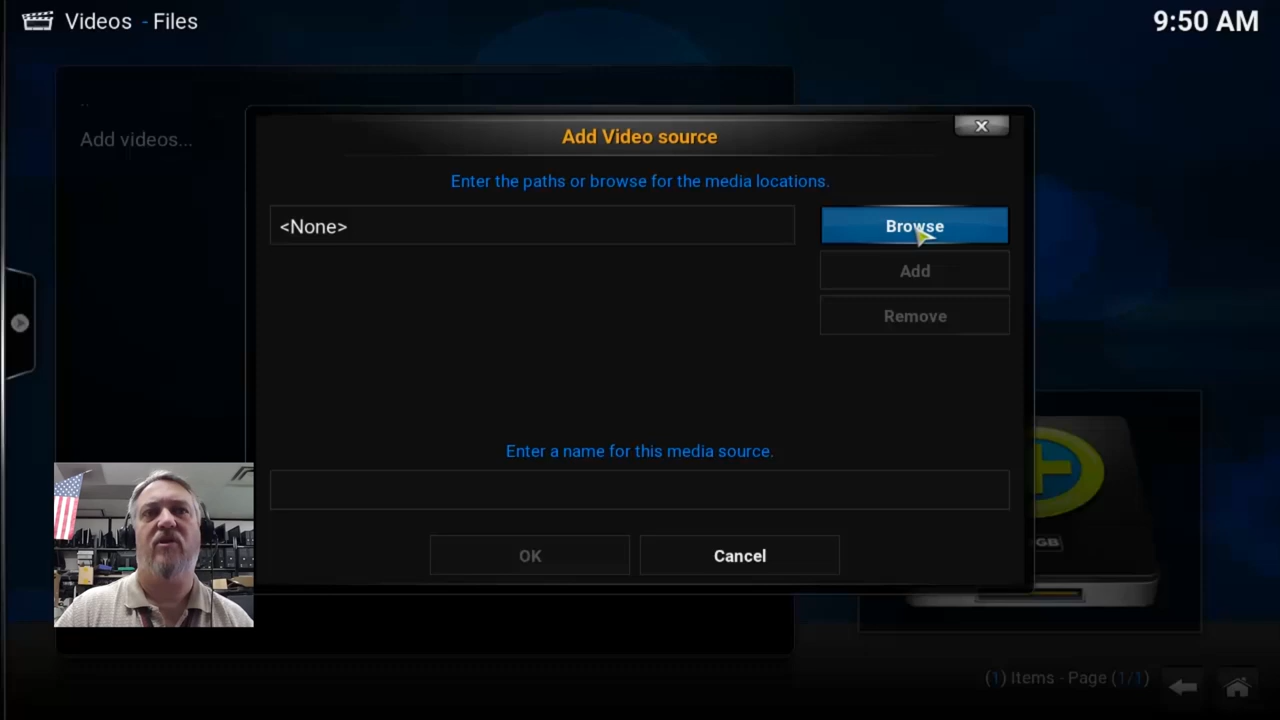 Videos - Files
9:50 AM
..
Add videos...
Add Video source
Enter the paths or browse for the media locations.
<None>
Browse
Add
Remove
Enter a name for this media source.
GB
OK
Cancel
(1) Items - Page (1/1)